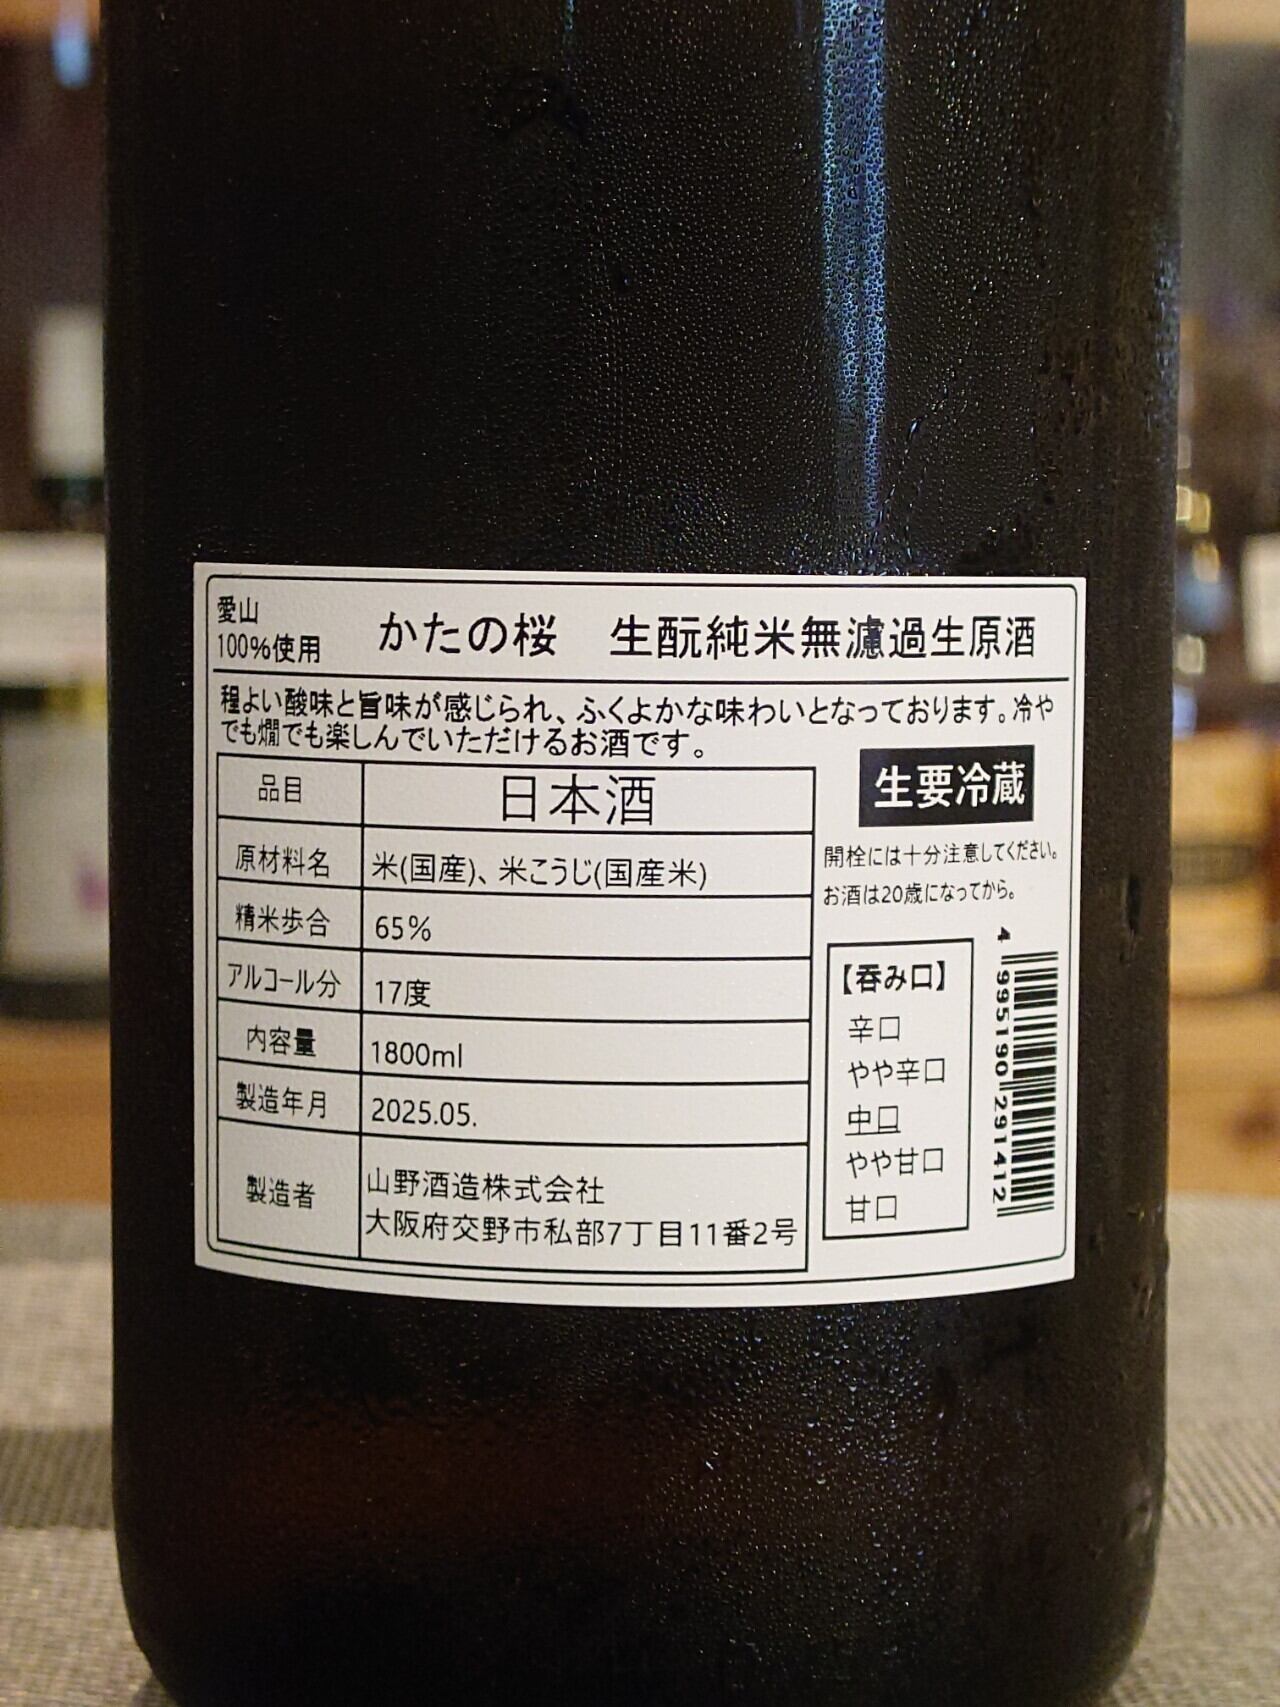 愛山
100%使用
かたの桜　生酛純米無濾過生原酒
程よい酸味と旨味が感じられ、ふくよかな味わいとなっております。冷や
でも燗でも楽しんでいただけるお酒です。
品目 日本酒
原材料名 米(国産)、米こうじ(国産米)
精米歩合 65%
アルコール分 17度
内容量 1800ml
製造年月 2025.05.
製造者 山野酒造株式会社
大阪府交野市私部7丁目11番2号
生要冷蔵
開栓には十分注意してください。
お酒は20歳になってから。
【呑み口】
辛口
やや辛口
中口
やや甘口
甘口
4 995190 291412